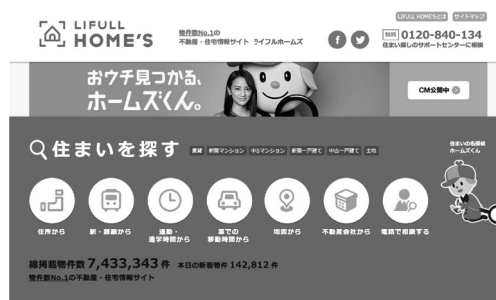 LIFULL HOME'Sとは サイトマップ
LIFULL
HOME'S
物件数No.1の
不動産・住宅情報サイト ライフルホームズ
無料 0120-840-134
住まい探しのサポートセンターに相談
おウチ見つかる、
ホームズくん。
CM公開中
住まいを探す
賃貸 新築マンション 中古マンション 新築一戸建て 中古一戸建て 土地
住まいの名探偵
ホームズくん
住所から
駅・路線から
通勤・
通学時間から
車での
移動時間から
地図から
不動産会社から
電話で相談する
総掲載物件数 7,433,343 件 本日の新着物件 142,812 件
物件数No.1の不動産・住宅情報サイト